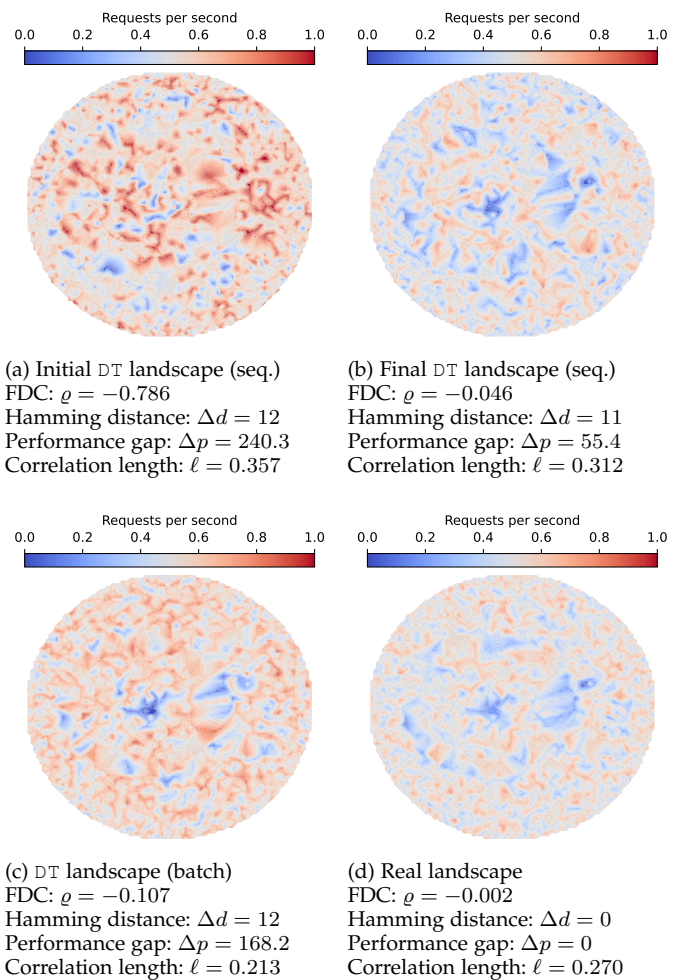 Requests per second
0.0 0.2 0.4 0.6 0.8 1.0
Requests per second
0.0 0.2 0.4 0.6 0.8 1.0
(a) Initial DT landscape (seq.)
FDC: ϱ = −0.786
Hamming distance: Δd = 12
Performance gap: Δp = 240.3
Correlation length: ℓ = 0.357
(b) Final DT landscape (seq.)
FDC: ϱ = −0.046
Hamming distance: Δd = 11
Performance gap: Δp = 55.4
Correlation length: ℓ = 0.312
Requests per second
0.0 0.2 0.4 0.6 0.8 1.0
Requests per second
0.0 0.2 0.4 0.6 0.8 1.0
(c) DT landscape (batch)
FDC: ϱ = −0.107
Hamming distance: Δd = 12
Performance gap: Δp = 168.2
Correlation length: ℓ = 0.213
(d) Real landscape
FDC: ϱ = −0.002
Hamming distance: Δd = 0
Performance gap: Δp = 0
Correlation length: ℓ = 0.270